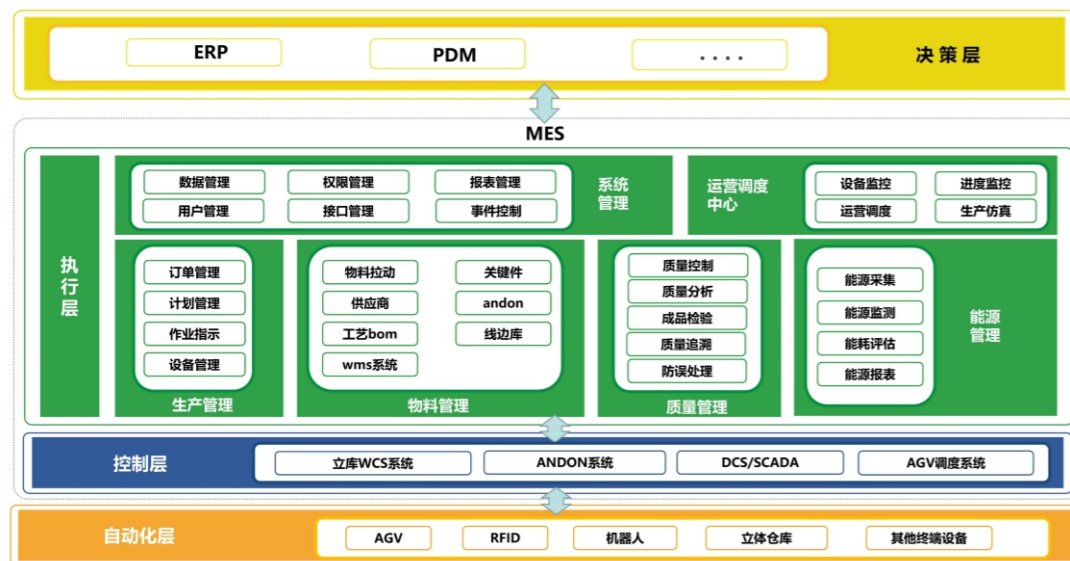 ERP
PDM
....
决策层
MES
执行层
数据管理
权限管理
报表管理
用户管理
接口管理
事件控制
系统
管理
运营调度
中心
设备监控
进度监控
运营调度
生产仿真
订单管理
计划管理
作业指示
设备管理
生产管理
物料拉动
关键件
供应商
andon
工艺bom
线边库
wms系统
物料管理
质量控制
质量分析
成品检验
质量追溯
防误处理
质量管理
能源采集
能源监测
能耗评估
能源报表
能源
管理
控制层
立库WCS系统
ANDON系统
DCS/SCADA
AGV调度系统
自动化层
AGV
RFID
机器人
立体仓库
其他终端设备